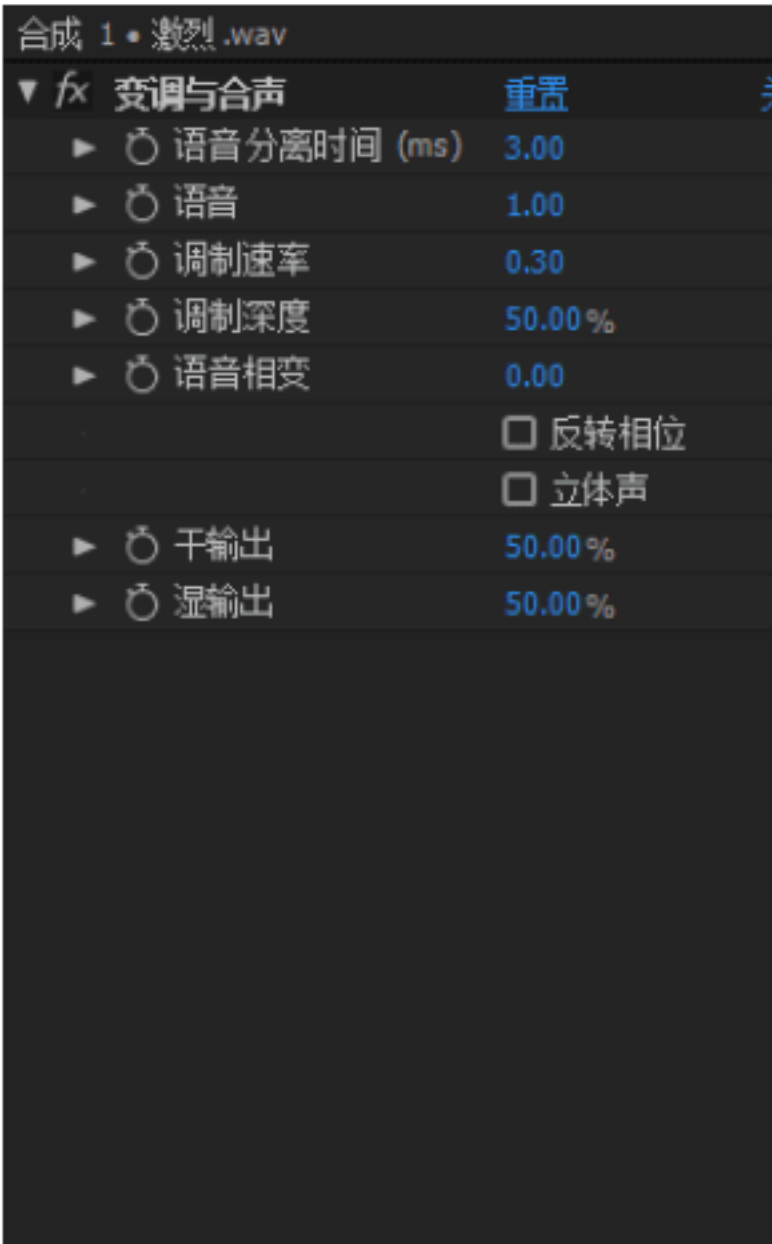 合成 1 • 激烈.wav
fx 变调与合声 重置
语音分离时间 (ms) 3.00
语音 1.00
调制速率 0.30
调制深度 50.00%
语音相变 0.00
反转相位
立体声
干输出 50.00%
湿输出 50.00%